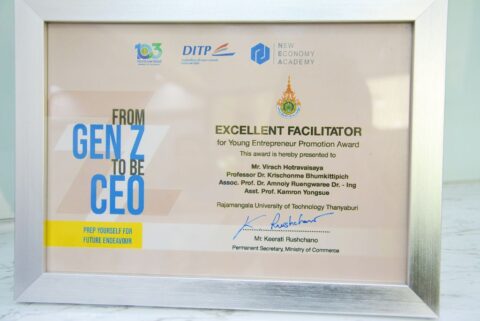 103
DITP
NEW
ECONOMY
ACADEMY
FROM
GEN Z
TO BE
CEO
PREP YOURSELF FOR
FUTURE ENDEAVOUR
EXCELLENT FACILITATOR
for Young Entrepreneur Promotion Award
This award is hereby presented to
Mr. Virach Hotravaisaya
Professor Dr. Krischonme Bhumkittipich
Assoc. Prof. Dr. Amnoiy Ruengwaree Dr. - Ing
Asst. Prof. Kamron Yongsue
Rajamangala University of Technology Thanyaburi
K. Rushchano
Mr. Keerati Rushchano
Permanent Secretary, Ministry of Commerce